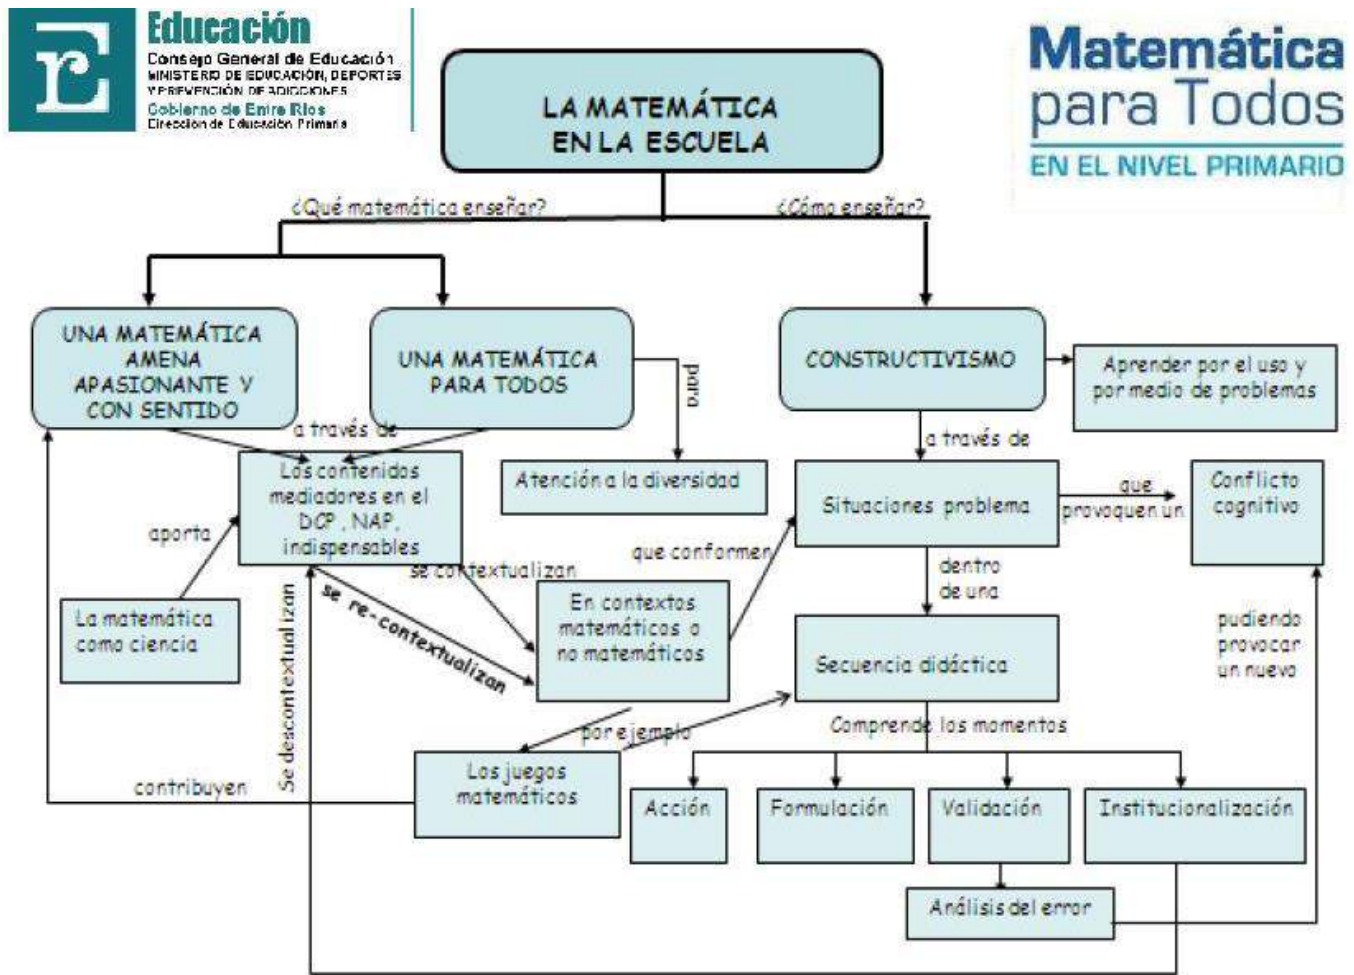 Educación
Consejo General de Educación
MINISTERIO DE EDUCACIÓN, DEPORTES
Y PREVENCIÓN DE ADICCIONES
Gobierno de Entre Ríos
Dirección de Educación Primaria
Matemática
para Todos
EN EL NIVEL PRIMARIO
LA MATEMÁTICA
EN LA ESCUELA
¿Qué matemática enseñar?
¿Cómo enseñar?
UNA MATEMÁTICA
AMENA
APASIONANTE Y
CON SENTIDO
UNA MATEMÁTICA
PARA TODOS
para
CONSTRUCTIVISMO
Aprender por el uso y
por medio de problemas
a través de
a través de
Los contenidos
mediadores en el
DCP, NAP,
indispensables
Atención a la diversidad
Situaciones problema
que
provoquen un
Conflicto
cognitivo
aporta
se contextualizan
que conformen
dentro
de una
La matemática
como ciencia
se re-contextualizan
En contextos
matemáticos o
no matemáticos
Secuencia didáctica
pudiendo
provocar
un nuevo
Se descontextualizan
por ejemplo
Comprende los momentos
contribuyen
Los juegos
matemáticos
Acción
Formulación
Validación
Institucionalización
Análisis del error